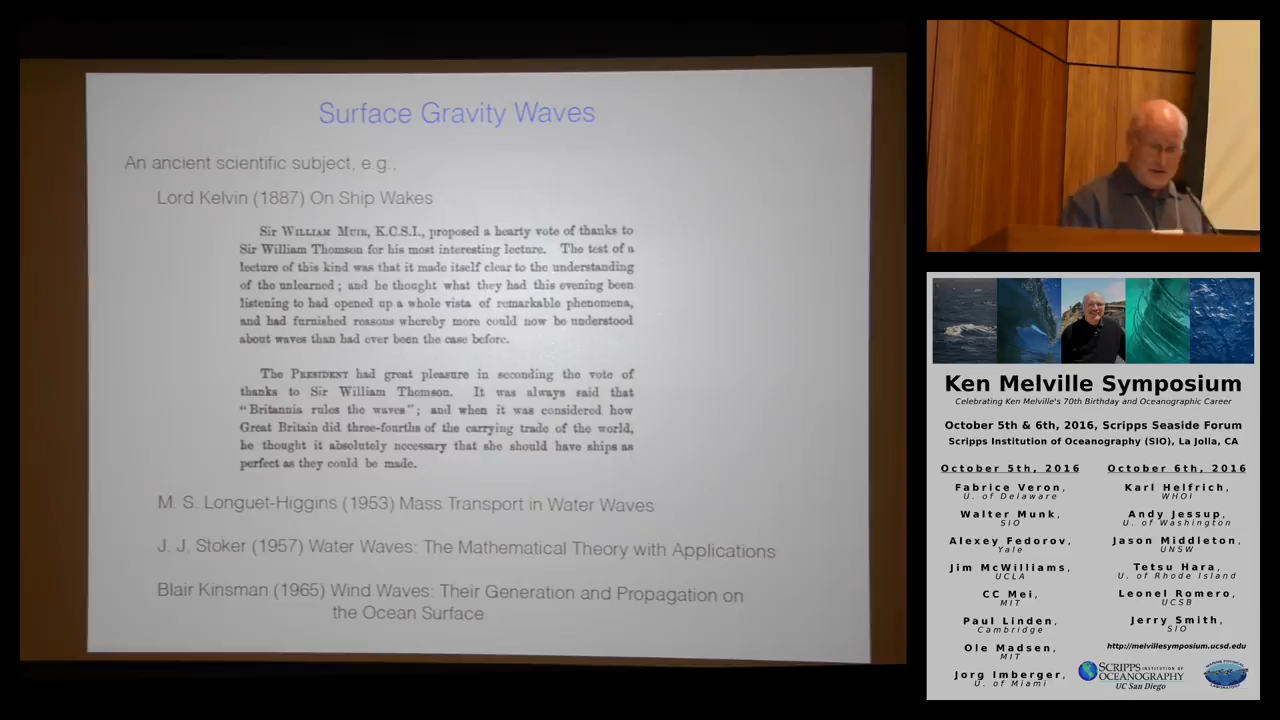 Surface Gravity Waves
An ancient scientific subject, e.g.,
Lord Kelvin (1887) On Ship Wakes
Sir WILLIAM MUIR, K.C.S.I., proposed a hearty vote of thanks to
Sir William Thomson for his most interesting lecture. The test of a
lecture of this kind was that it made itself clear to the understanding
of the unlearned; and he thought what they had this evening been
listening to had opened up a whole vista of remarkable phenomena,
and had furnished reasons whereby more could now be understood
about waves than had ever been the case before.
The PRESIDENT had great pleasure in seconding the vote of
thanks to Sir William Thomson. It was always said that
"Britannia rules the waves"; and when it was considered how
Great Britain did three-fourths of the carrying trade of the world,
he thought it absolutely necessary that she should have ships as
perfect as they could be made.
M. S. Longuet-Higgins (1953) Mass Transport in Water Waves
J. J. Stoker (1957) Water Waves: The Mathematical Theory with Applications
Blair Kinsman (1965) Wind Waves: Their Generation and Propagation on
the Ocean Surface
Ken Melville Symposium
Celebrating Ken Melville's 70th Birthday and Oceanographic Career
October 5th & 6th, 2016, Scripps Seaside Forum
Scripps Institution of Oceanography (SIO), La Jolla, CA
October 5th, 2016
Fabrice Veron,
U. of Delaware
Walter Munk,
SIO
Alexey Fedorov,
Yale
Jim McWilliams,
UCLA
CC Mei,
MIT
Paul Linden,
Cambridge
Ole Madsen,
MIT
Jorg Imberger,
U. of Miami
October 6th, 2016
Karl Helfrich,
WHOI
Andy Jessup,
U. of Washington
Jason Middleton,
UNSW
Tetsu Hara,
U. of Rhode Island
Leonel Romero,
UCSB
Jerry Smith,
SIO
http://melvillesymposium.ucsd.edu
SCRIPPS INSTITUTION OF
OCEANOGRAPHY
UC San Diego